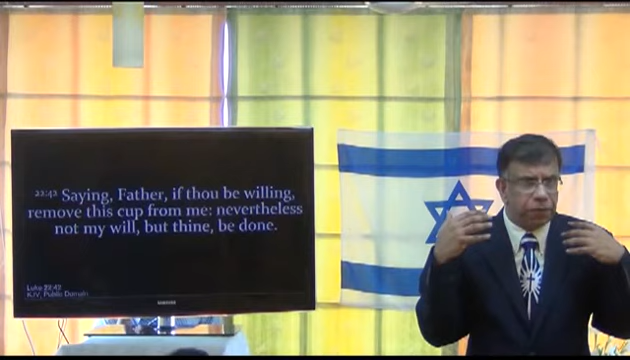 22:42 Saying, Father, if thou be willing,
remove this cup from me: nevertheless
not my will, but thine, be done.
Luke 22:42
KJV, Public Domain
SAMSUNG